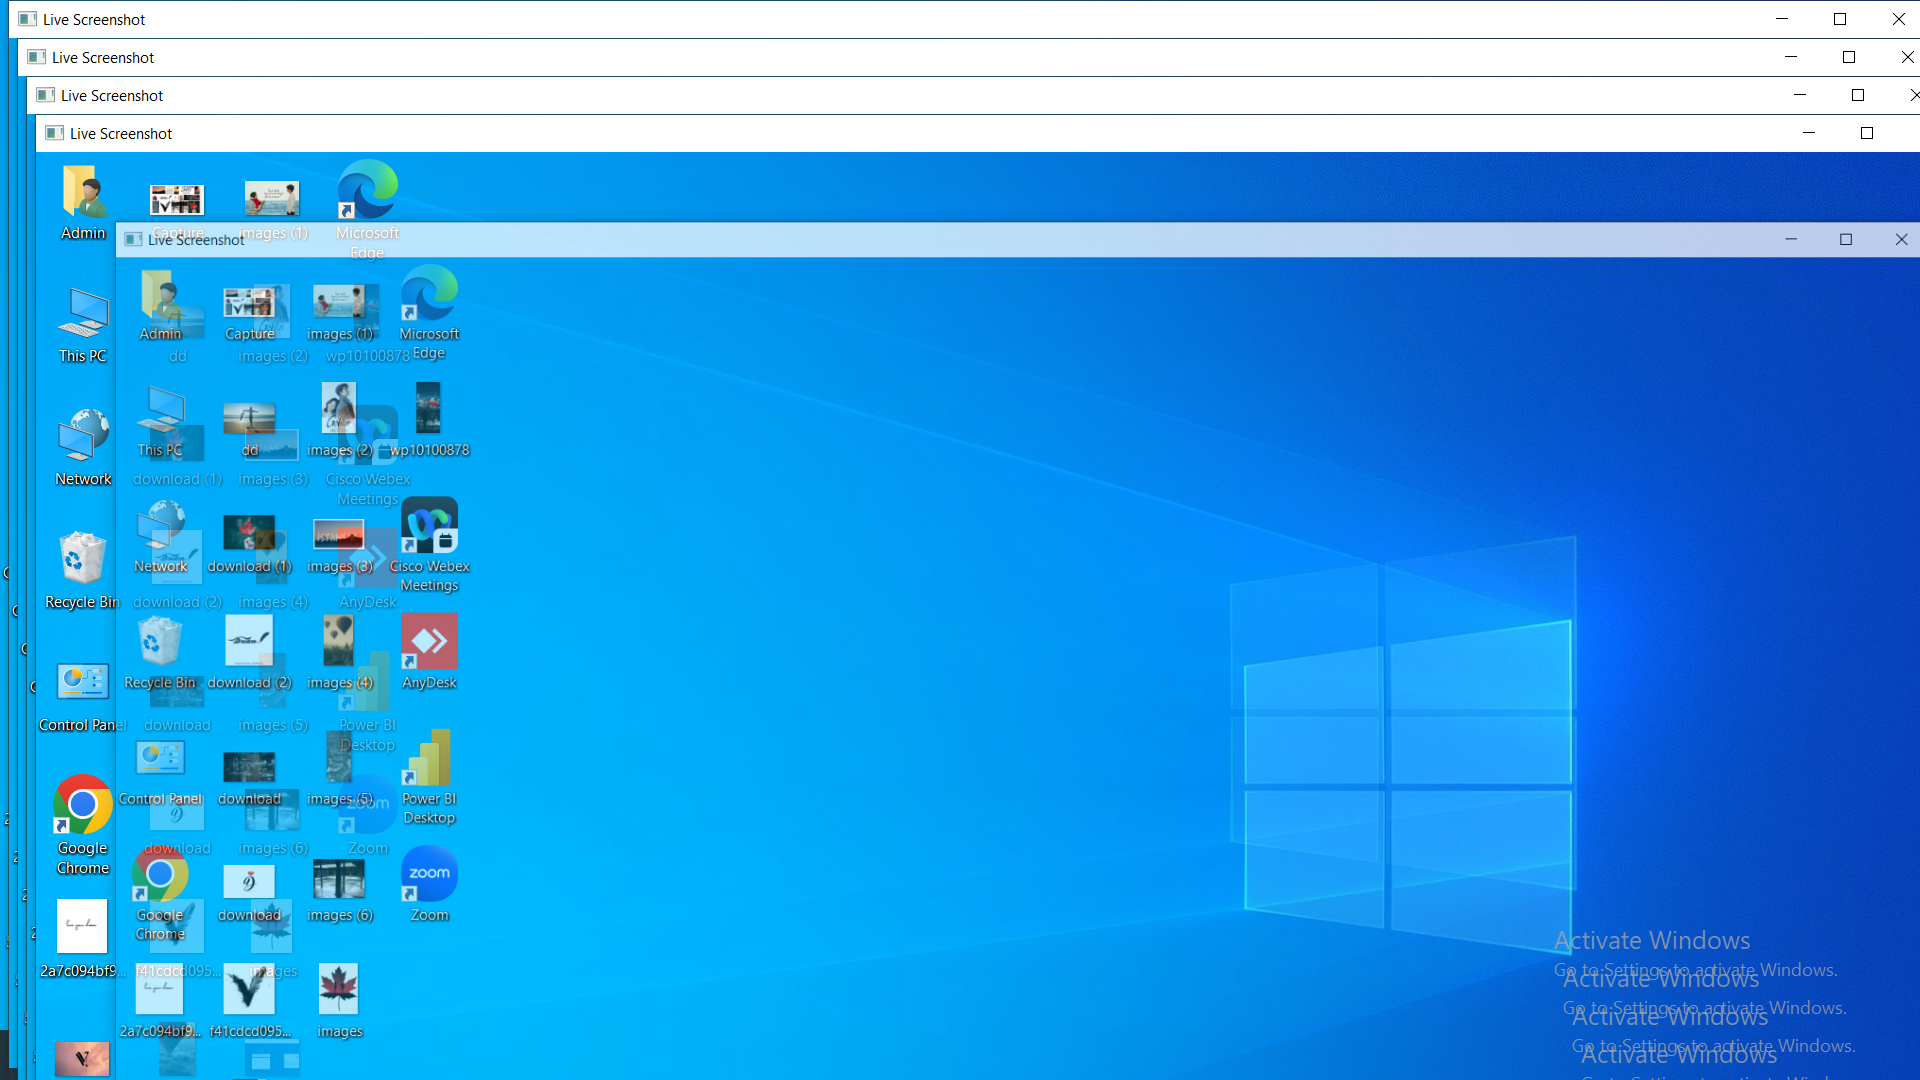 Live Screenshot
Live Screenshot
Live Screenshot
Live Screenshot
Admin
Capture
images (1)
Microsoft
Edge
Live Screenshot
Admin
Capture
images (1)
Microsoft
Edge
This PC
dd
images (2)
wp10100878
This PC
dd
images (2)
wp10100878
Network
download (1)
images (3)
Cisco Webex
Meetings
Network
download (1)
images (3)
Cisco Webex
Meetings
Recycle Bin
download (2)
images (4)
AnyDesk
Recycle Bin
download (2)
images (4)
AnyDesk
Control Panel
download
images (5)
Power BI
Desktop
Control Panel
download
images (5)
Power BI
Desktop
zoom
Google
Chrome
download
images (6)
Zoom
zoom
Google
Chrome
download
images (6)
Zoom
2a7c094bf9...
f41cdcd095...
images
2a7c094bf9...
f41cdcd095...
images
Activate Windows
Go to Settings to activate Windows.
Activate Windows
Go to Settings to activate Windows.
Activate Windows
Go to Settings to activate Windows.
Activate Windows